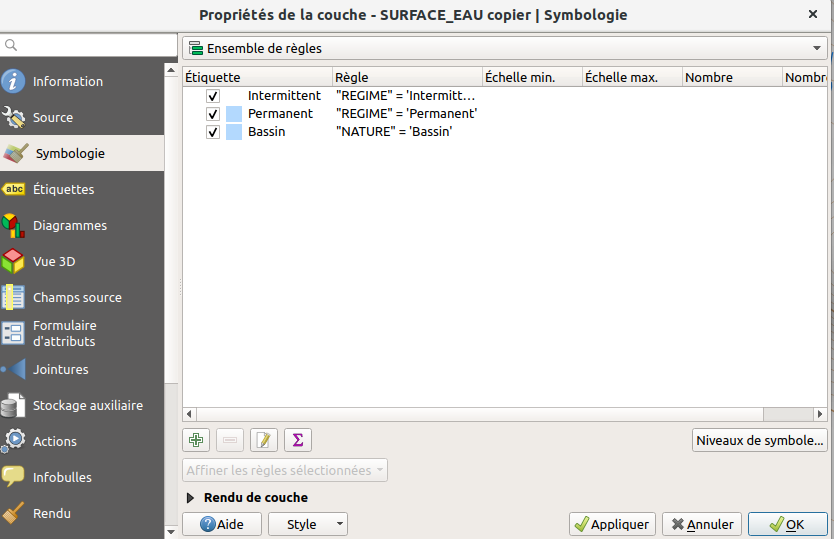 Propriétés de la couche - SURFACE_EAU copier | Symbologie
Ensemble de règles
Information
Source
Symbologie
abc Étiquettes
Diagrammes
Vue 3D
Champs source
Formulaire
d'attributs
Jointures
Stockage auxiliaire
Actions
Infobulles
Rendu
Étiquette Règle Échelle min. Échelle max. Nombre Nombr
Intermittent "REGIME" = 'Intermitt…
Permanent "REGIME" = 'Permanent'
Bassin "NATURE" = 'Bassin'
Σ
Niveaux de symbole...
Affiner les règles sélectionnées
Rendu de couche
Aide Style Appliquer Annuler OK